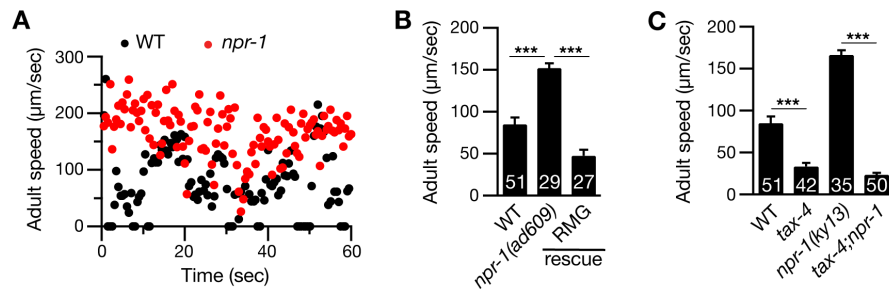 A
WT
npr-1
Adult speed (µm/sec)
300
200
100
0
0
20
40
60
Time (sec)
B
Adult speed (µm/sec)
200
150
100
50
0
***
***
51
29
27
WT
npr-1(ad609)
RMG
rescue
C
Adult speed (µm/sec)
200
150
100
50
0
***
***
51
42
35
50
WT
tax-4
npr-1(ky13)
tax-4;npr-1